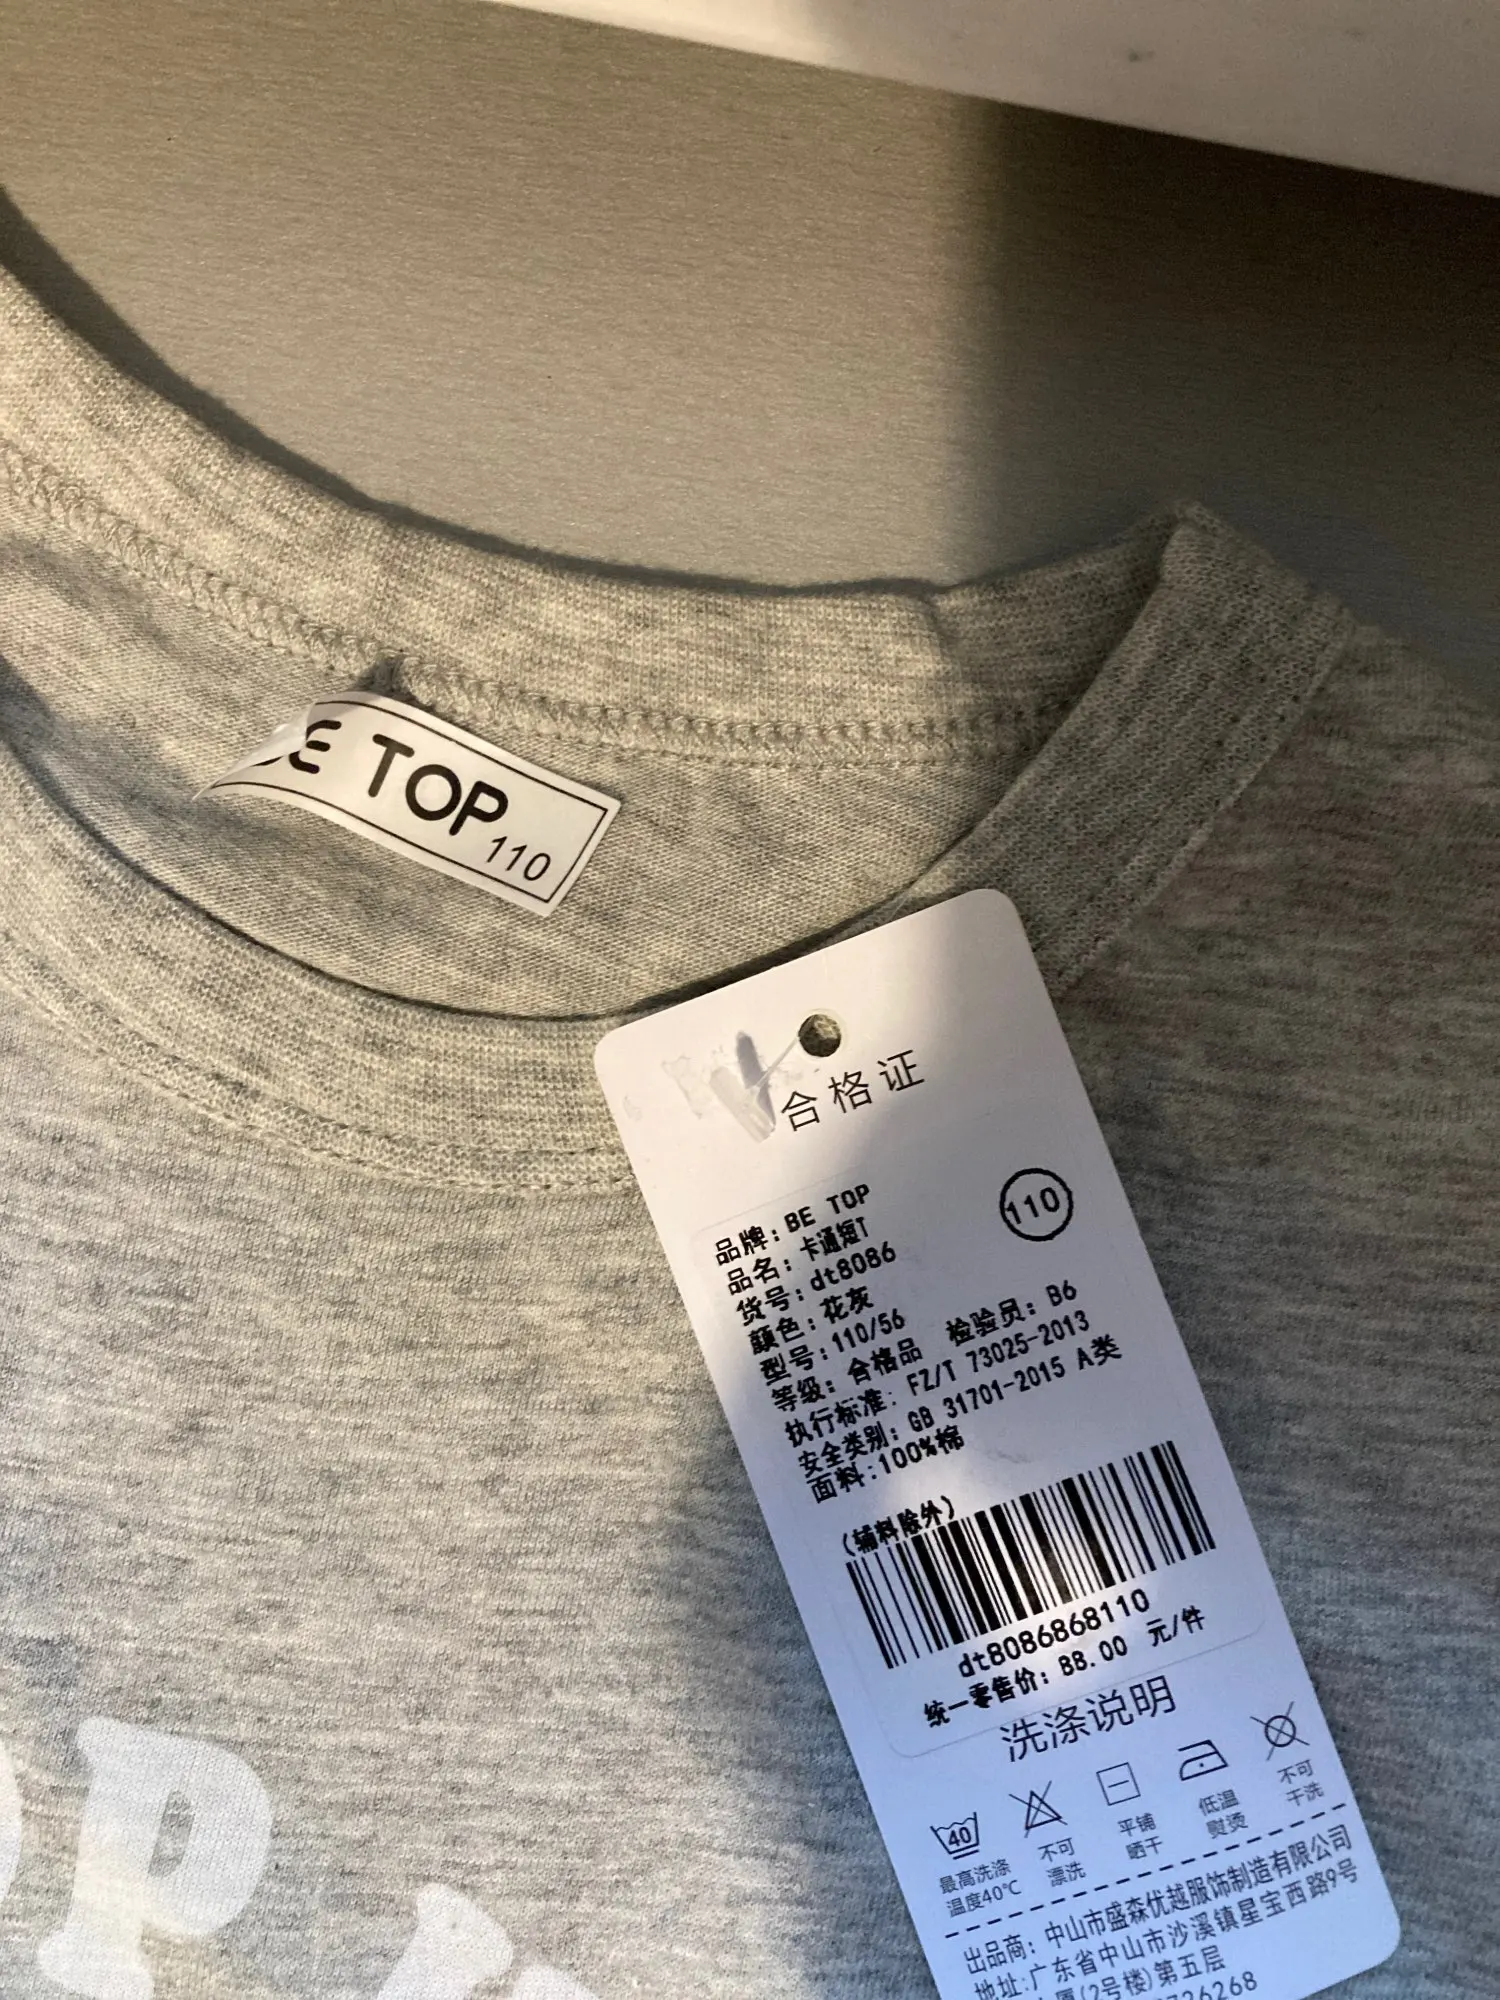 BE TOP
110
合格证
110
品牌：BE TOP
品名：卡通短T
货号：dt8086
颜色：花灰
型号：110/56
等级：合格品 检验员：B6
执行标准：FZ/T 73025-2013
安全类别：GB 31701-2015 A类
面料：100%棉
（辅料除外）
dt8086868110
统一零售价：88.00 元/件
洗涤说明
40
最高洗涤
温度40℃
不可
漂洗
平铺
晒干
低温
熨烫
不可
干洗
出品商：中山市盛森优越服饰制造有限公司
地址：广东省中山市沙溪镇星宝西路9号
厦(2号楼)第五层